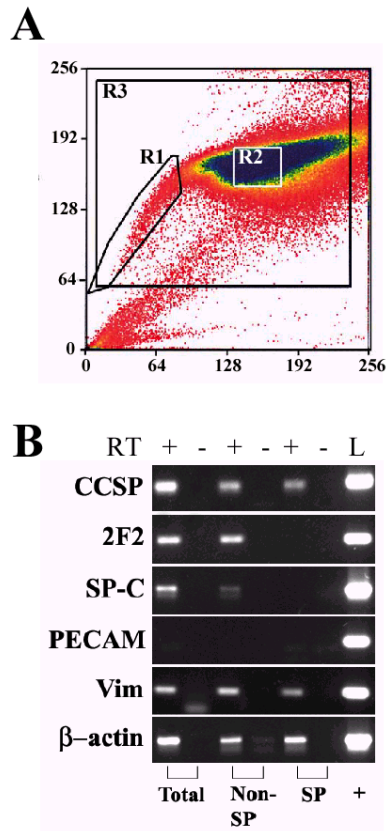 A
256
192
128
64
0
R3
R1
R2
0 64 128 192 256
B
RT + - + - + - L
CCSP
2F2
SP-C
PECAM
Vim
β–actin
Total Non-SP SP +